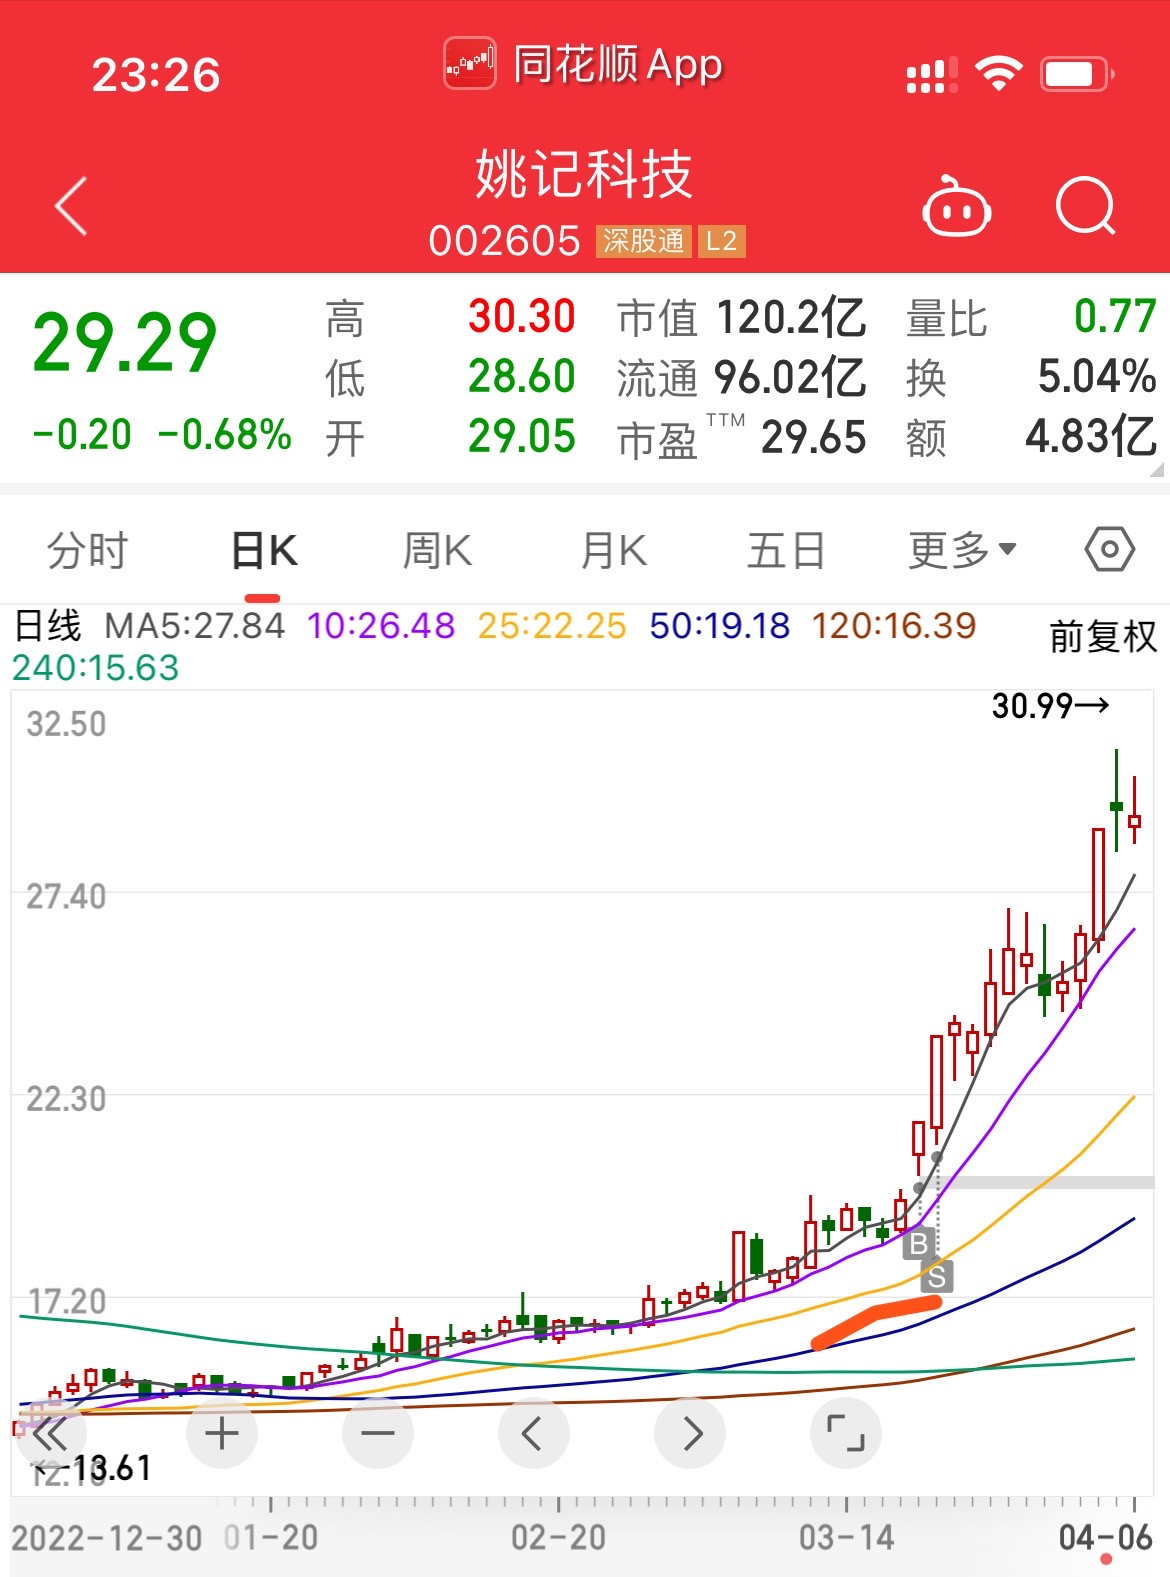 23:26 同花顺 App
姚记科技
002605 深股通 L2
29.29 高 30.30 市值 120.2亿 量比 0.77
低 28.60 流通 96.02亿 换 5.04%
-0.20 -0.68% 开 29.05 市盈 TTM 29.65 额 4.83亿
分时 日K 周K 月K 五日 更多
日线 MA5:27.84 10:26.48 25:22.25 50:19.18 120:16.39 前复权
240:15.63
30.99→
32.50
27.40
22.30
B
S
17.20
←13.61
12.10
2022-12-30 01-20 02-20 03-14 04-06